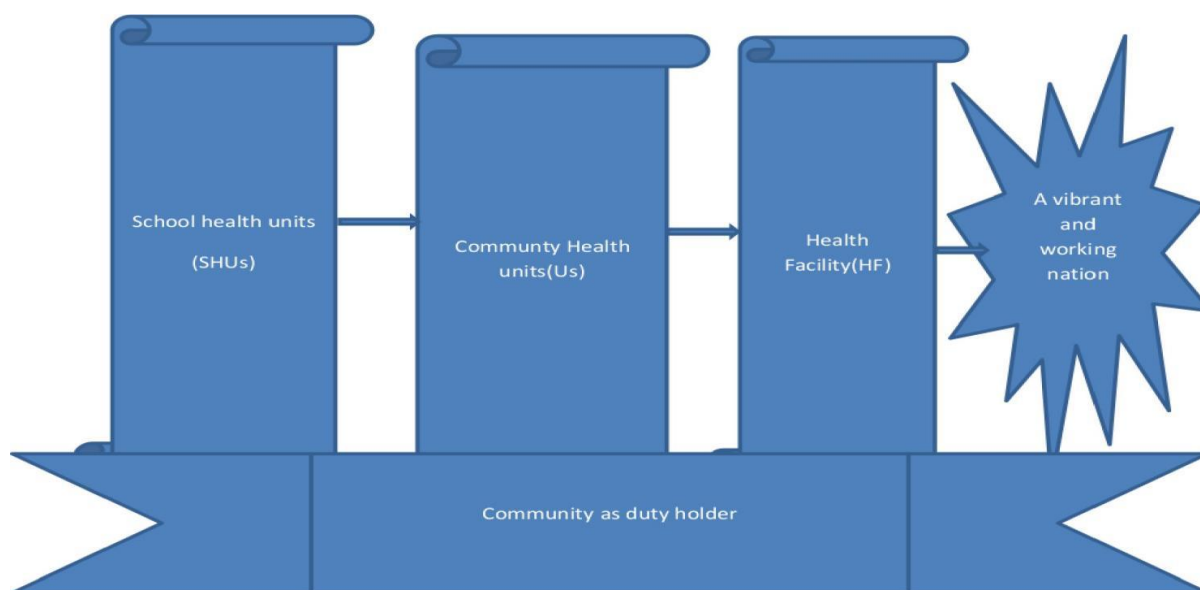 School health units
(SHUs)
Communty Health
units(Us)
Health
Facility(HF)
A vibrant
and
working
nation
Community as duty holder